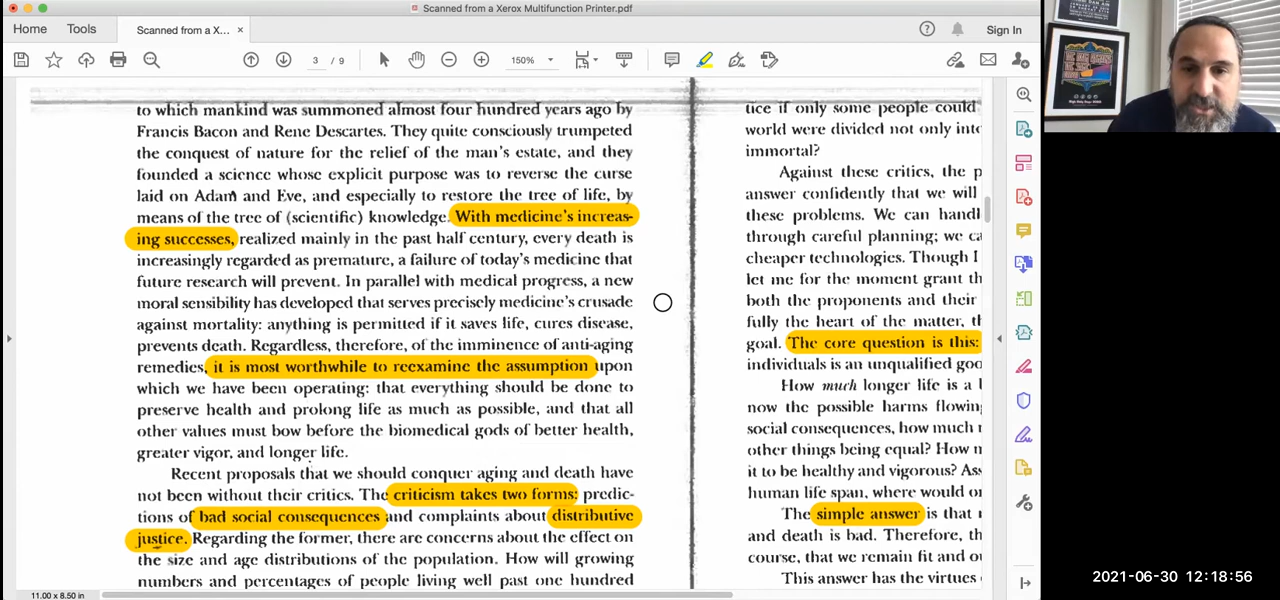 Scanned from a Xerox Multifunction Printer.pdf
Home Tools Scanned from a X... × Sign In
3 / 9 150%
to which mankind was summoned almost four hundred years ago by
Francis Bacon and Rene Descartes. They quite consciously trumpeted
the conquest of nature for the relief of the man's estate, and they
founded a science whose explicit purpose was to reverse the curse
laid on Adam and Eve, and especially to restore the tree of life, by
means of the tree of (scientific) knowledge. With medicine's increas-
ing successes, realized mainly in the past half century, every death is
increasingly regarded as premature, a failure of today's medicine that
future research will prevent. In parallel with medical progress, a new
moral sensibility has developed that serves precisely medicine's crusade
against mortality: anything is permitted if it saves life, cures disease,
prevents death. Regardless, therefore, of the imminence of anti-aging
remedies, it is most worthwhile to reexamine the assumption upon
which we have been operating: that everything should be done to
preserve health and prolong life as much as possible, and that all
other values must bow before the biomedical gods of better health,
greater vigor, and longer life.
Recent proposals that we should conquer aging and death have
not been without their critics. The criticism takes two forms: predic-
tions of bad social consequences and complaints about distributive
justice. Regarding the former, there are concerns about the effect on
the size and age distributions of the population. How will growing
numbers and percentages of people living well past one hundred
tice if only some people could
world were divided not only into
immortal?
Against these critics, the p
answer confidently that we will
these problems. We can handl
through careful planning; we ca
cheaper technologies. Though I
let me for the moment grant th
both the proponents and their
fully the heart of the matter, th
goal. The core question is this:
individuals is an unqualified goo
How much longer life is a
now the possible harms flowin
social consequences, how much
other things being equal? How
it to be healthy and vigorous? Ass
human life span, where would o
The simple answer is that
and death is bad. Therefore, th
course, that we remain fit and o
This answer has the virtues
11.00 x 8.50 in
2021-06-30 12:18:56